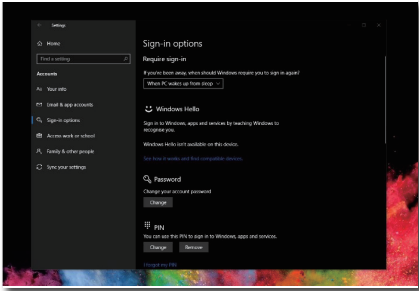 Settings
Home
Find a setting
Accounts
Your info
Email & app accounts
Sign-in options
Access work or school
Family & other people
Sync your settings
Sign-in options
Require sign-in
If you've been away, when should Windows require you to sign in again?
When PC wakes up from sleep
Windows Hello
Sign in to Windows, apps and services by teaching Windows to
recognise you.
Windows Hello isn't available on this device.
See how it works and find compatible devices.
Password
Change your account password
Change
PIN
You can use this PIN to sign in to Windows, apps and services.
Change Remove
I forgot my PIN